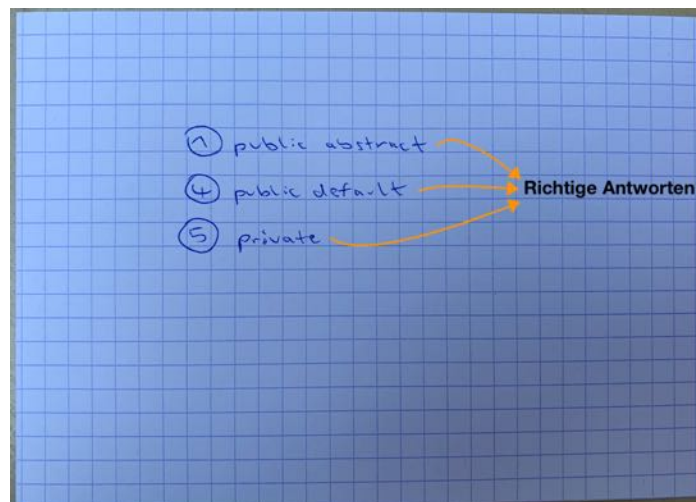 ① public abstract
④ public default
Richtige Antworten
⑤ private